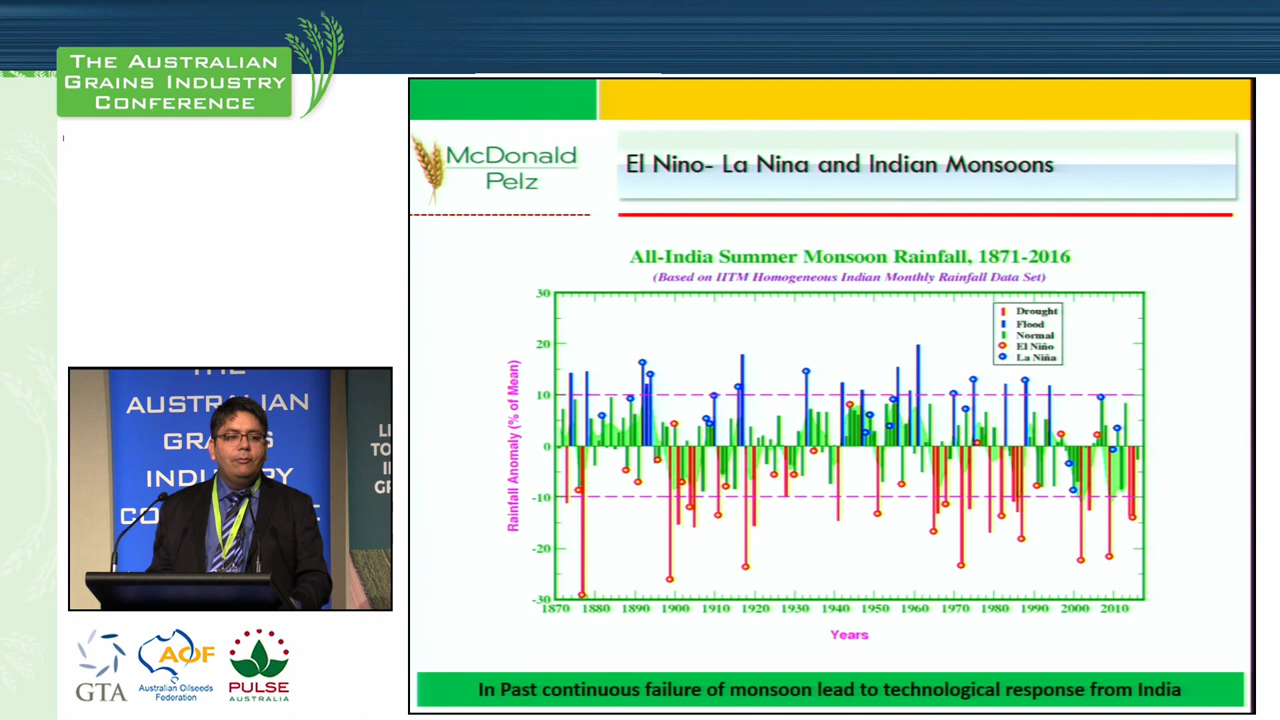 THE AUSTRALIAN
GRAINS INDUSTRY
CONFERENCE
McDonald
Pelz
El Nino- La Nina and Indian Monsoons
All-India Summer Monsoon Rainfall, 1871-2016
(Based on IITM Homogeneous Indian Monthly Rainfall Data Set)
Drought
Flood
Normal
El Niño
La Niña
Rainfall Anomaly (% of Mean)
30
20
10
0
-10
-20
-30
1870 1880 1890 1900 1910 1920 1930 1940 1950 1960 1970 1980 1990 2000 2010
Years
In Past continuous failure of monsoon lead to technological response from India
THE
AUSTRALIAN
GRAINS
INDUSTRY
GTA
AOF
Australian Oilseeds
Federation
PULSE
AUSTRALIA